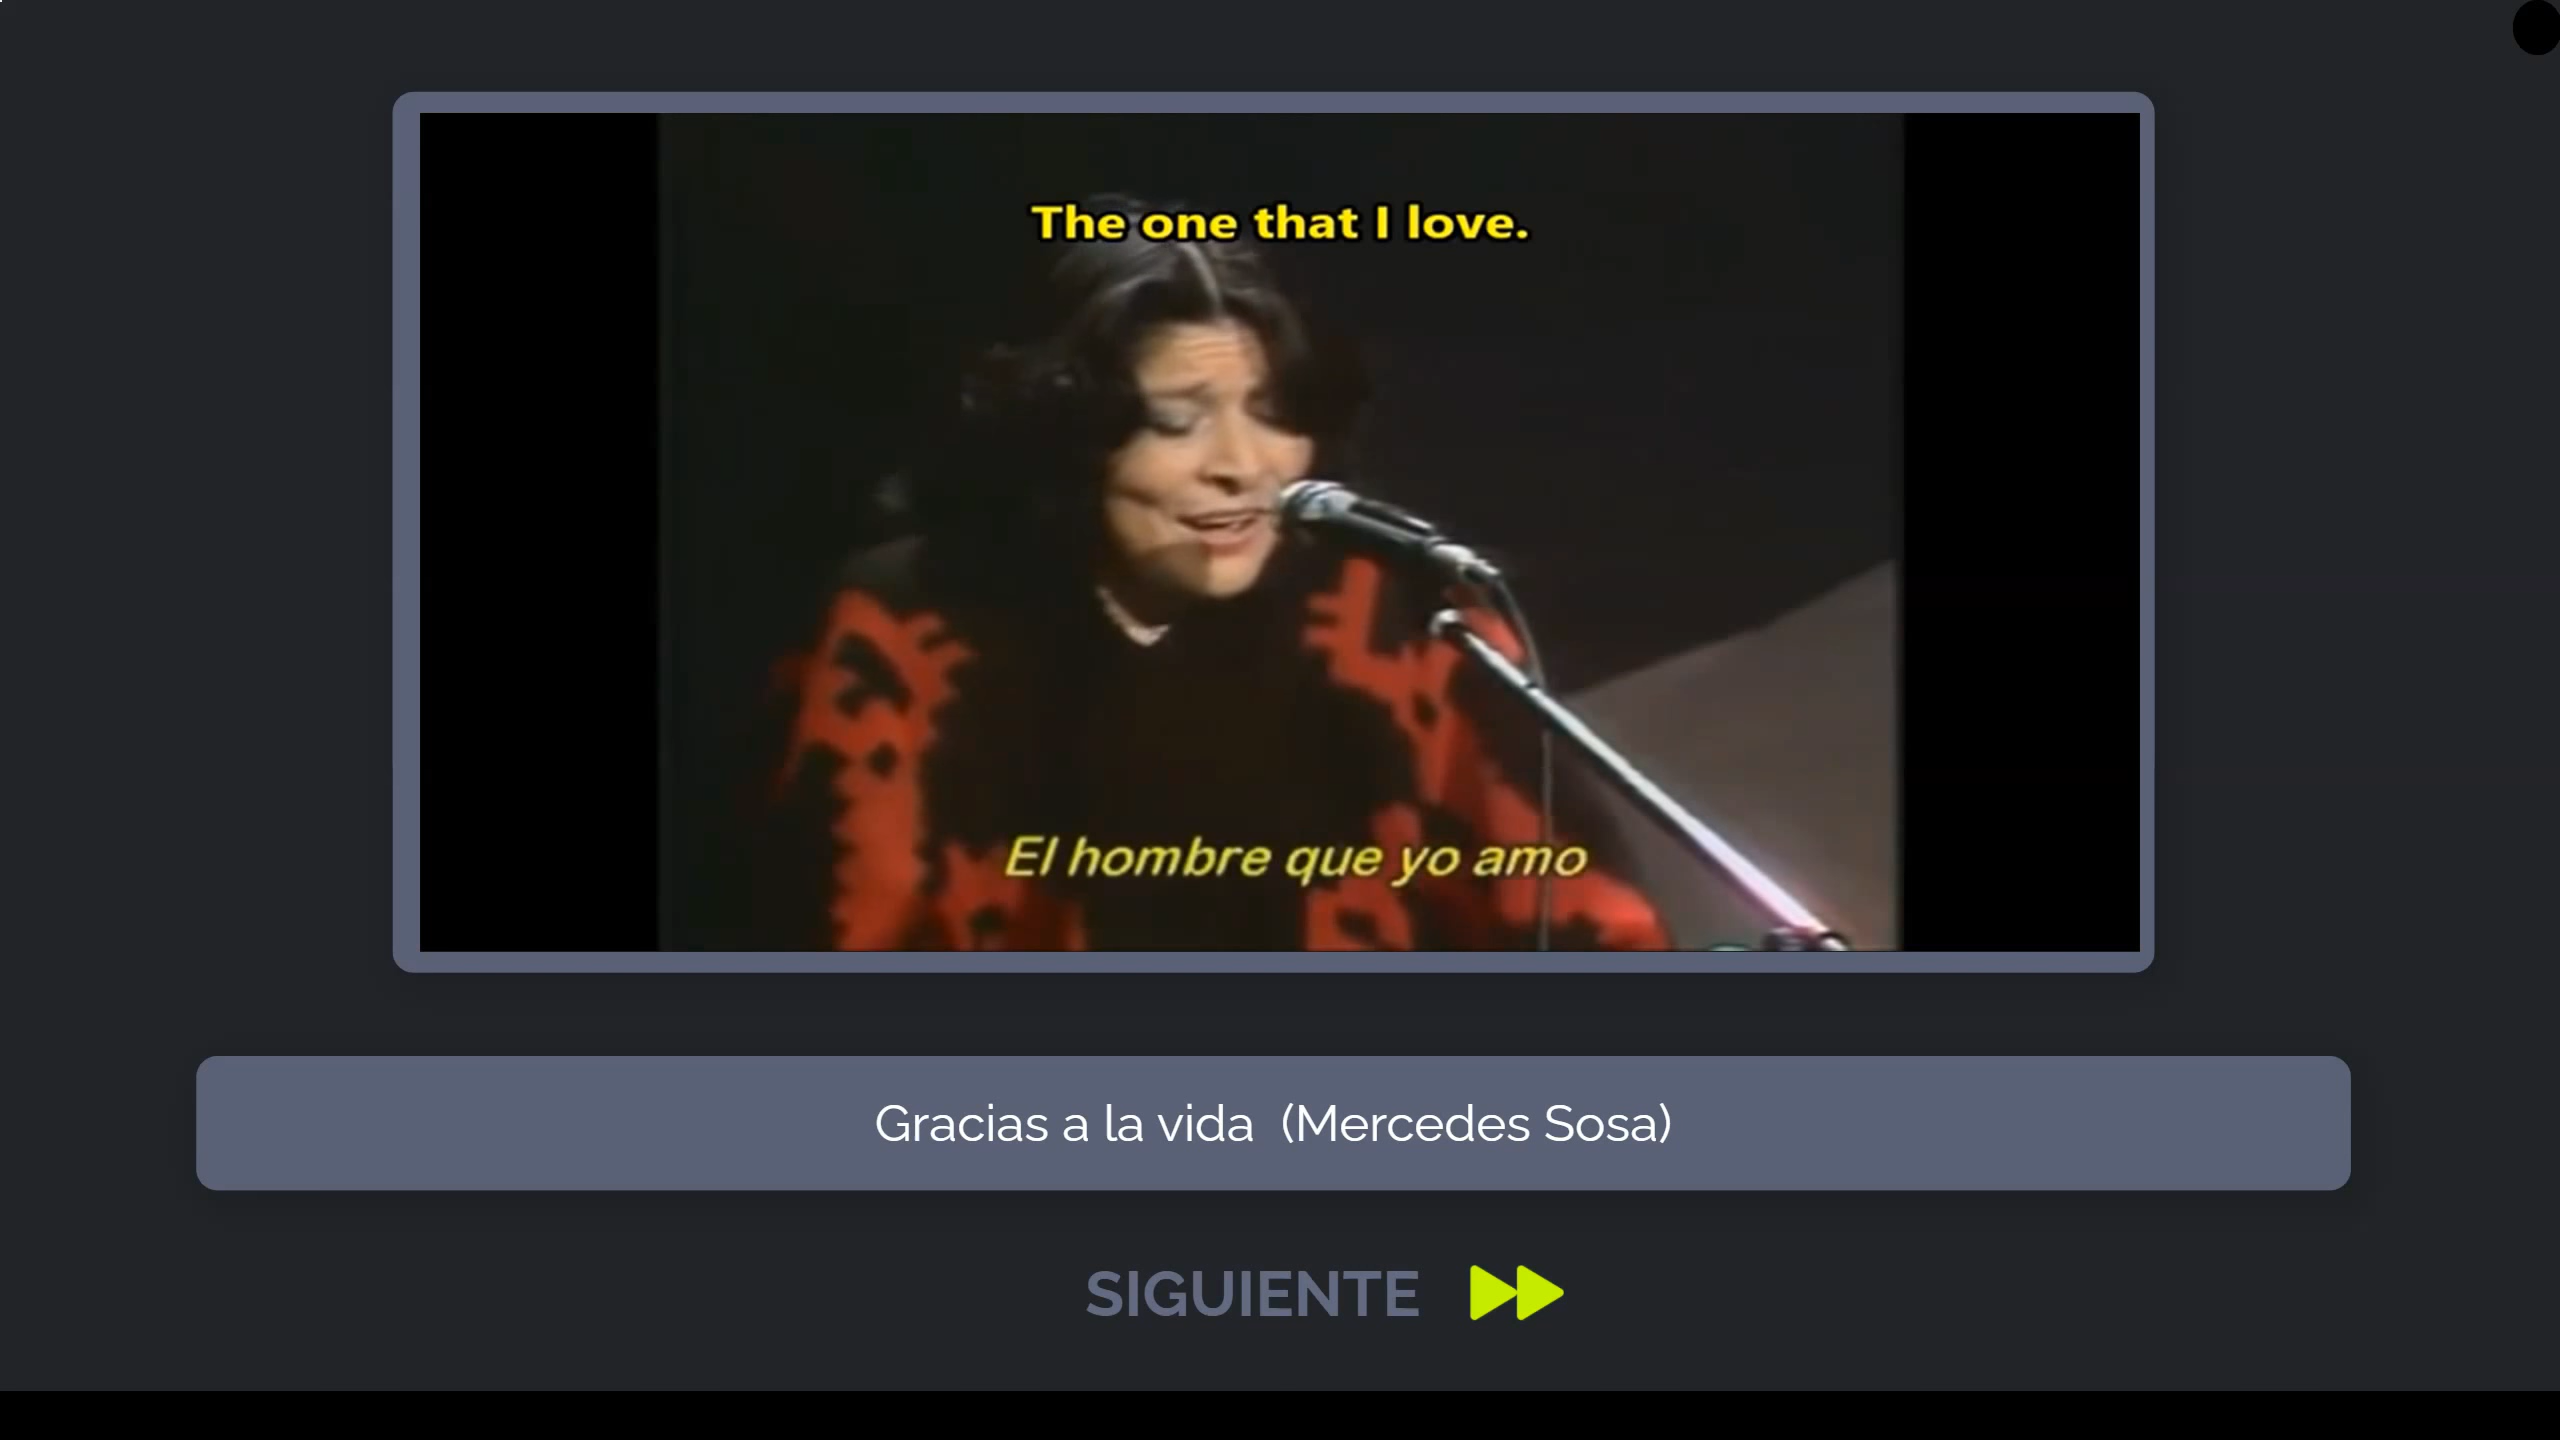 The one that I love.
El hombre que yo amo
Gracias a la vida  (Mercedes Sosa)
SIGUIENTE